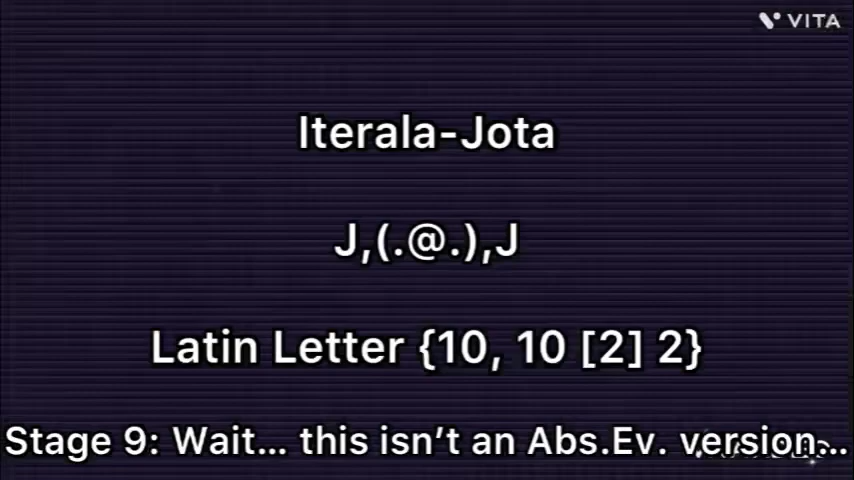 VITA
Iterala-Jota
J,(.@.),J
Latin Letter {10, 10 [2] 2}
Stage 9: Wait... this isn’t an Abs.Ev. version...